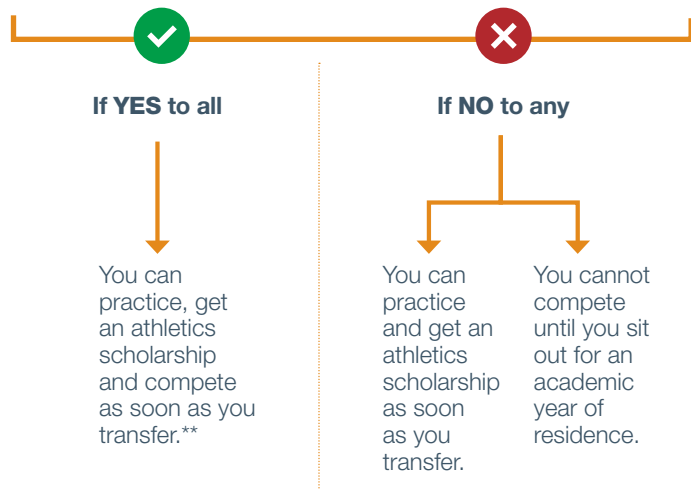 If YES to all
You can
practice, get
an athletics
scholarship
and compete
as soon as you
transfer.**
If NO to any
You can
practice
and get an
athletics
scholarship
as soon
as you
transfer.
You cannot
compete
until you sit
out for an
academic
year of
residence.